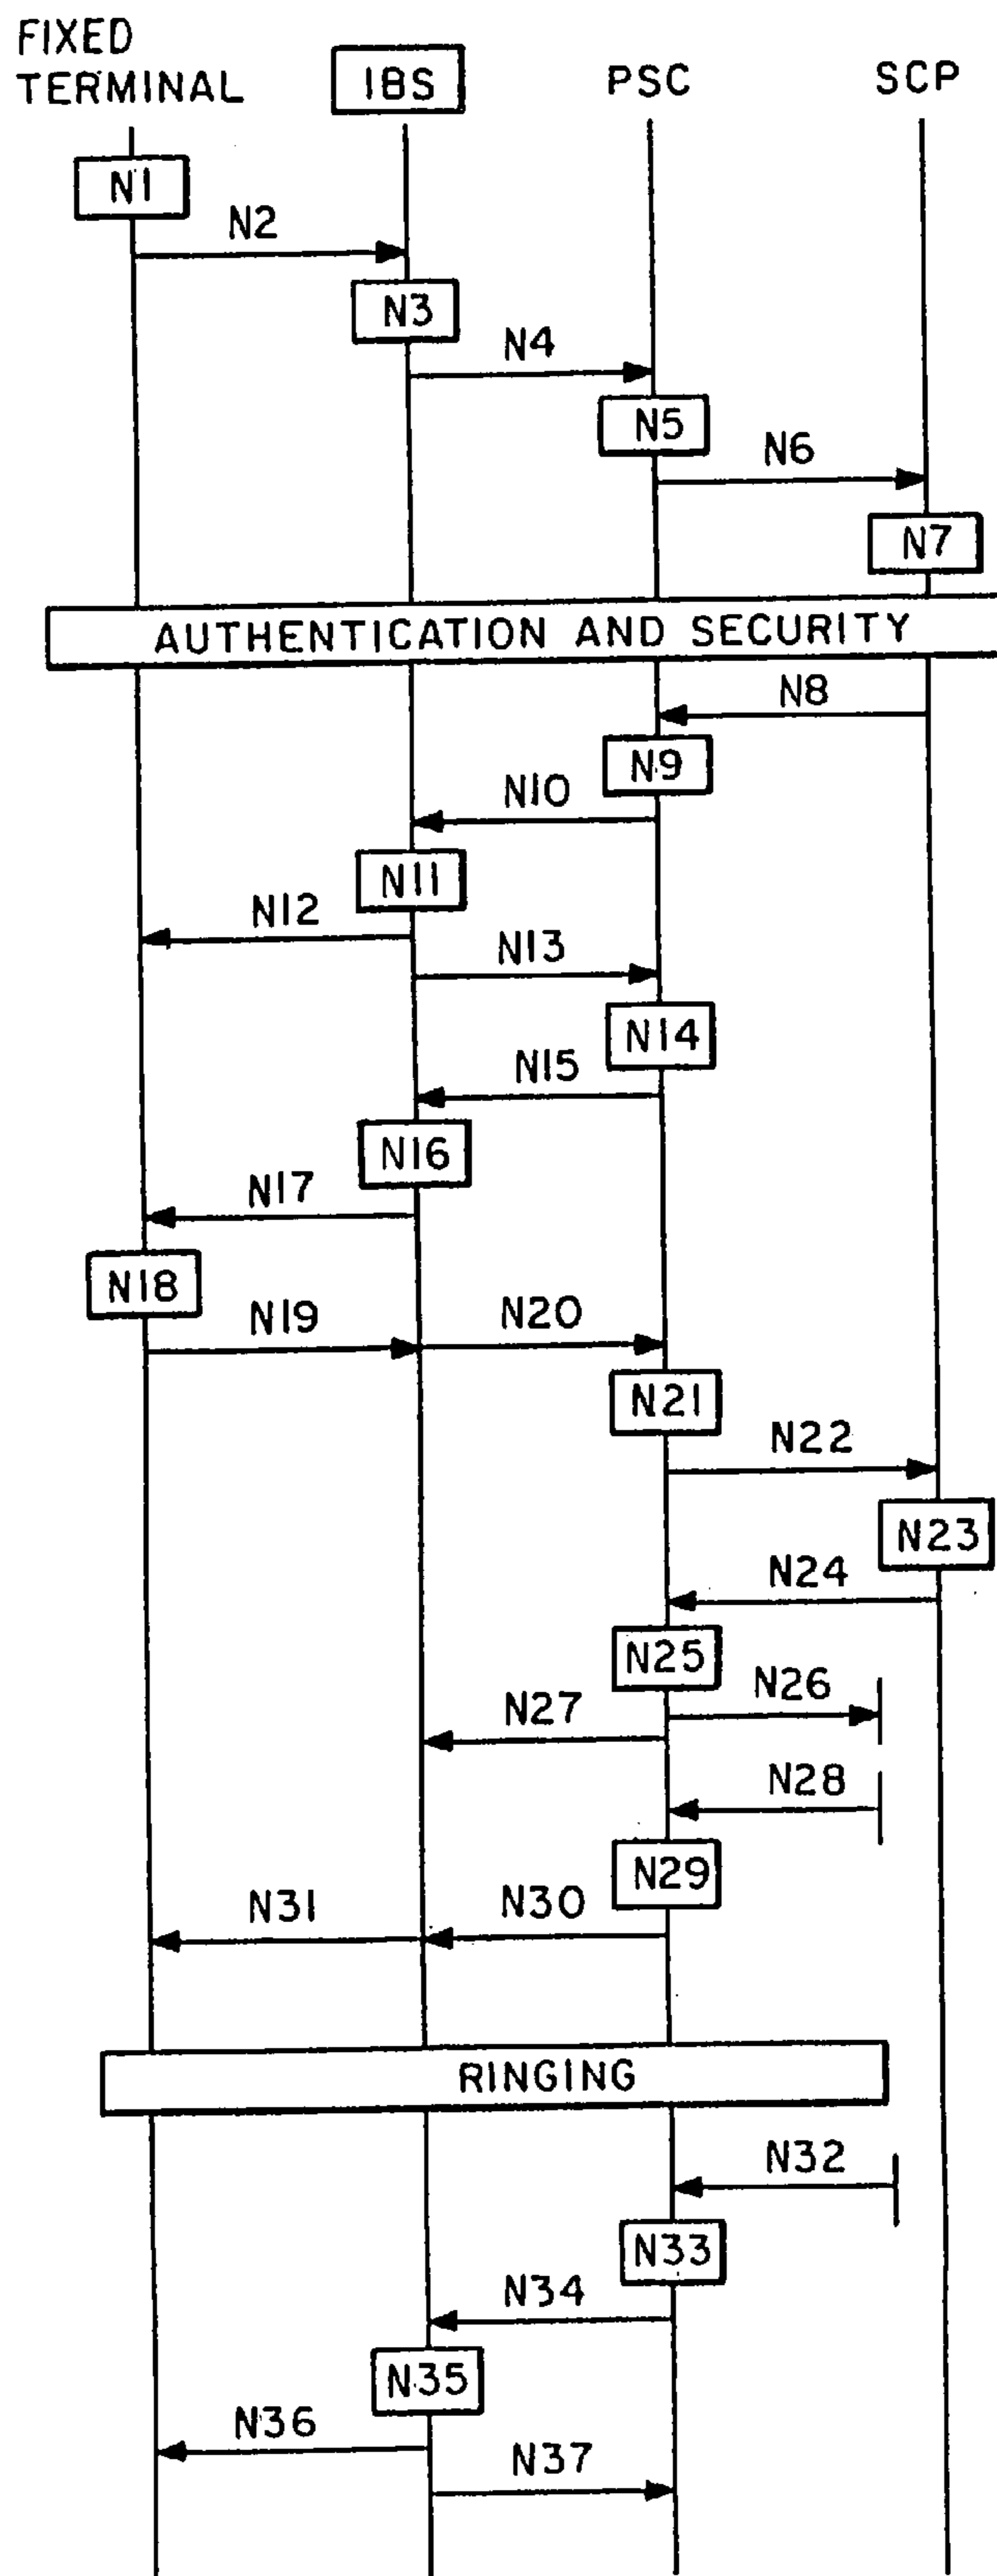 FIXED
TERMINAL
IBS
PSC
SCP
N1
N2
N3
N4
N5
N6
N7
AUTHENTICATION AND SECURITY
N8
N9
N10
N11
N12
N13
N14
N15
N16
N17
N18
N19
N20
N21
N22
N23
N24
N25
N26
N27
N28
N29
N30
N31
RINGING
N32
N33
N34
N35
N36
N37